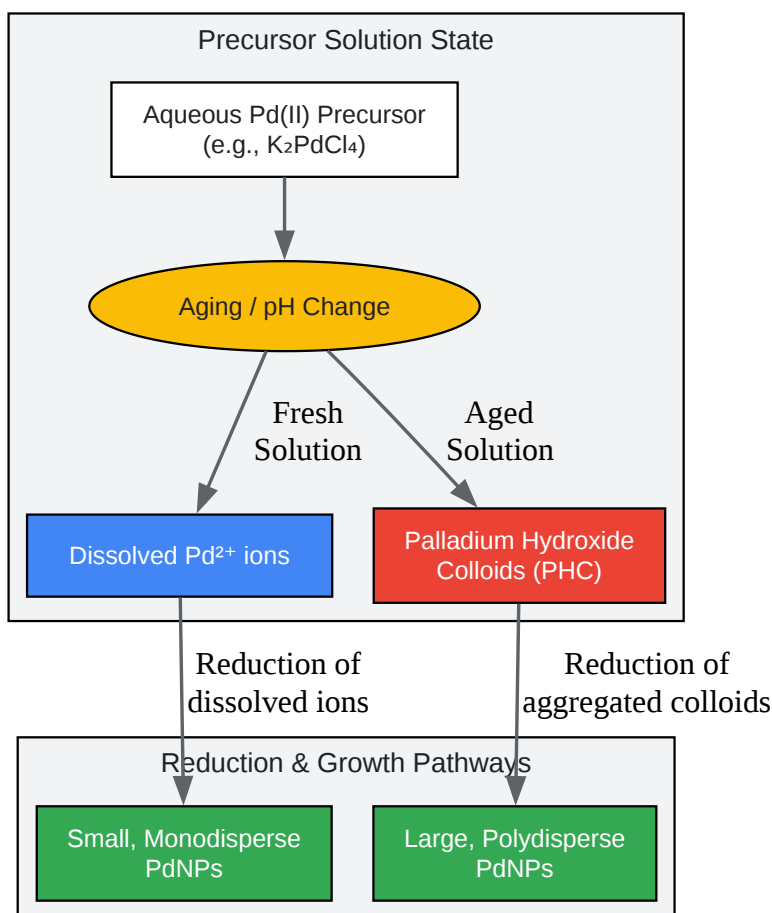 Precursor Solution State
Aqueous Pd(II) Precursor
(e.g., K₂PdCl₄)
Aging / pH Change
Fresh
Solution
Aged
Solution
Dissolved Pd²⁺ ions
Palladium Hydroxide
Colloids (PHC)
Reduction of
dissolved ions
Reduction of
aggregated colloids
Reduction & Growth Pathways
Small, Monodisperse
PdNPs
Large, Polydisperse
PdNPs